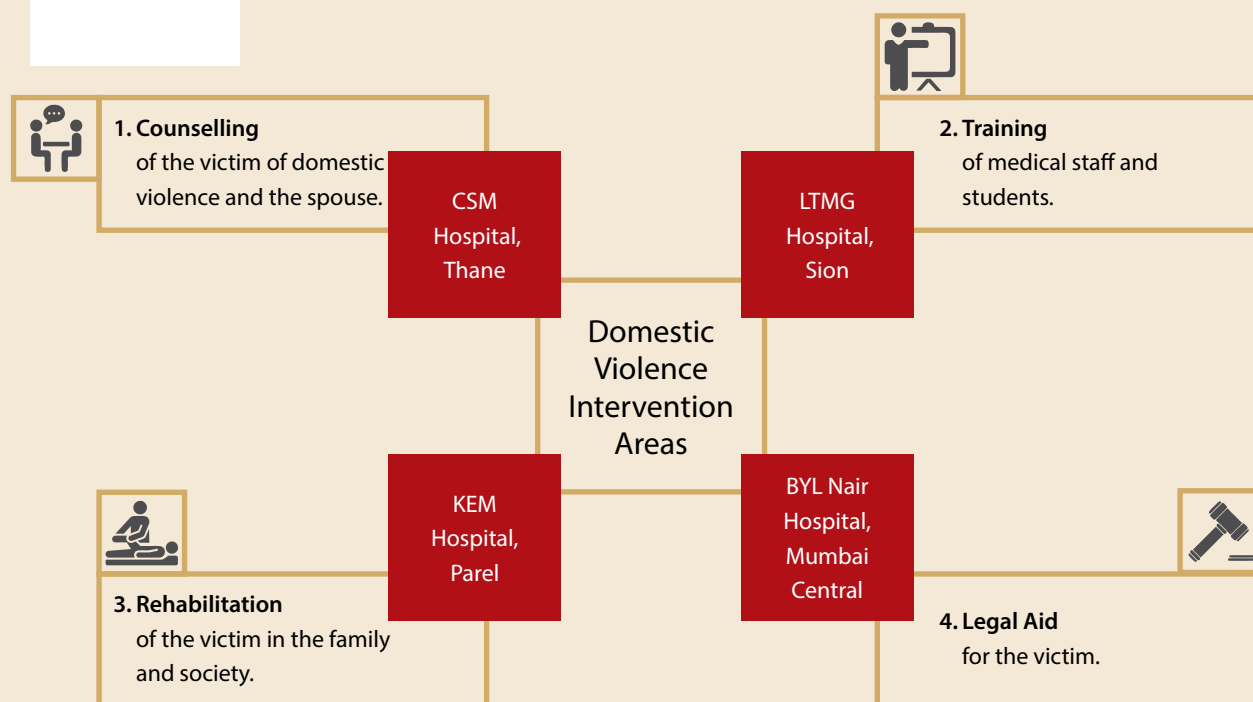 1. Counselling
of the victim of domestic
violence and the spouse.
CSM
Hospital,
Thane
2. Training
of medical staff and
students.
LTMG
Hospital,
Sion
Domestic
Violence
Intervention
Areas
KEM
Hospital,
Parel
3. Rehabilitation
of the victim in the family
and society.
BYL Nair
Hospital,
Mumbai
Central
4. Legal Aid
for the victim.